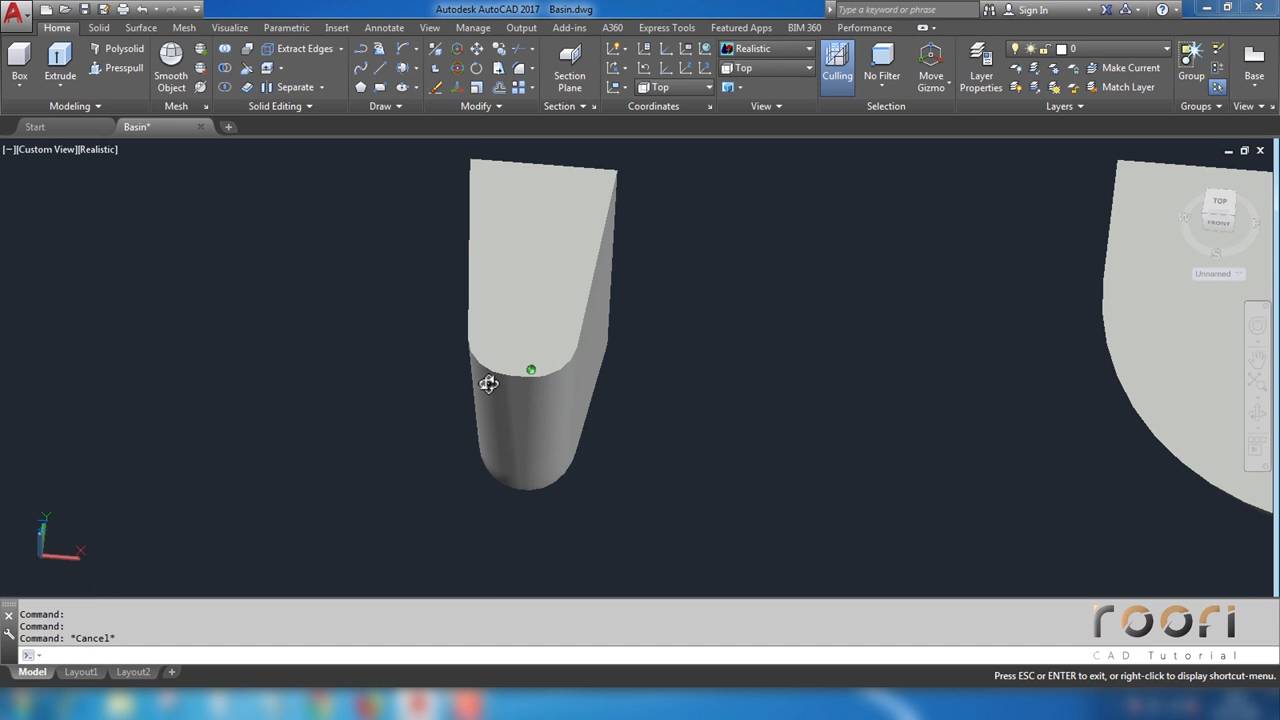 Autodesk AutoCAD 2017 Basin.dwg
Type a keyword or phrase
Sign In
Home Solid Surface Mesh Parametric Insert Annotate View Manage Output Add-ins A360 Express Tools Featured Apps BIM 360 Performance
Box
Extrude
Polysolid
Presspull
Modeling
Smooth
Object
Mesh
Extrude Edges
Separate
Solid Editing
Draw
Modify
Section
Plane
Section
Coordinates
Top
Realistic
Top
View
Culling
No Filter
Move
Gizmo
Selection
Layer
Properties
0
Make Current
Match Layer
Layers
Group
Groups
Base
View
Start
Basin*
[−][Custom View][Realistic]
TOP
FRONT
W
S
Unnamed
Y
X
Command:
Command:
Command: *Cancel*
roori
CAD Tutorial
Model Layout1 Layout2
Press ESC or ENTER to exit, or right-click to display shortcut-menu.